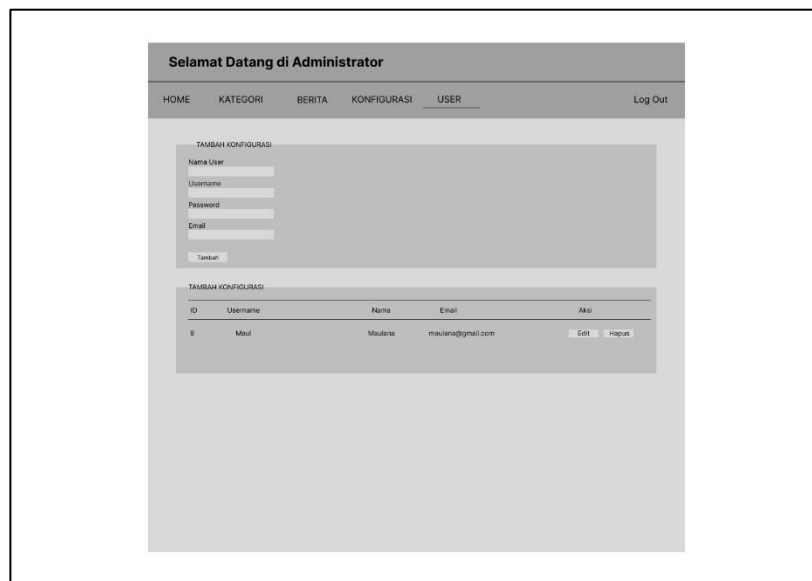 Selamat Datang di Administrator
HOME KATEGORI BERITA KONFIGURASI USER Log Out
TAMBAH KONFIGURASI
Nama User
Username
Password
Email
Tambah
TAMBAH KONFIGURASI
ID Username Nama Email Aksi
8 Maul Maulana maulana@gmail.com Edit Hapus